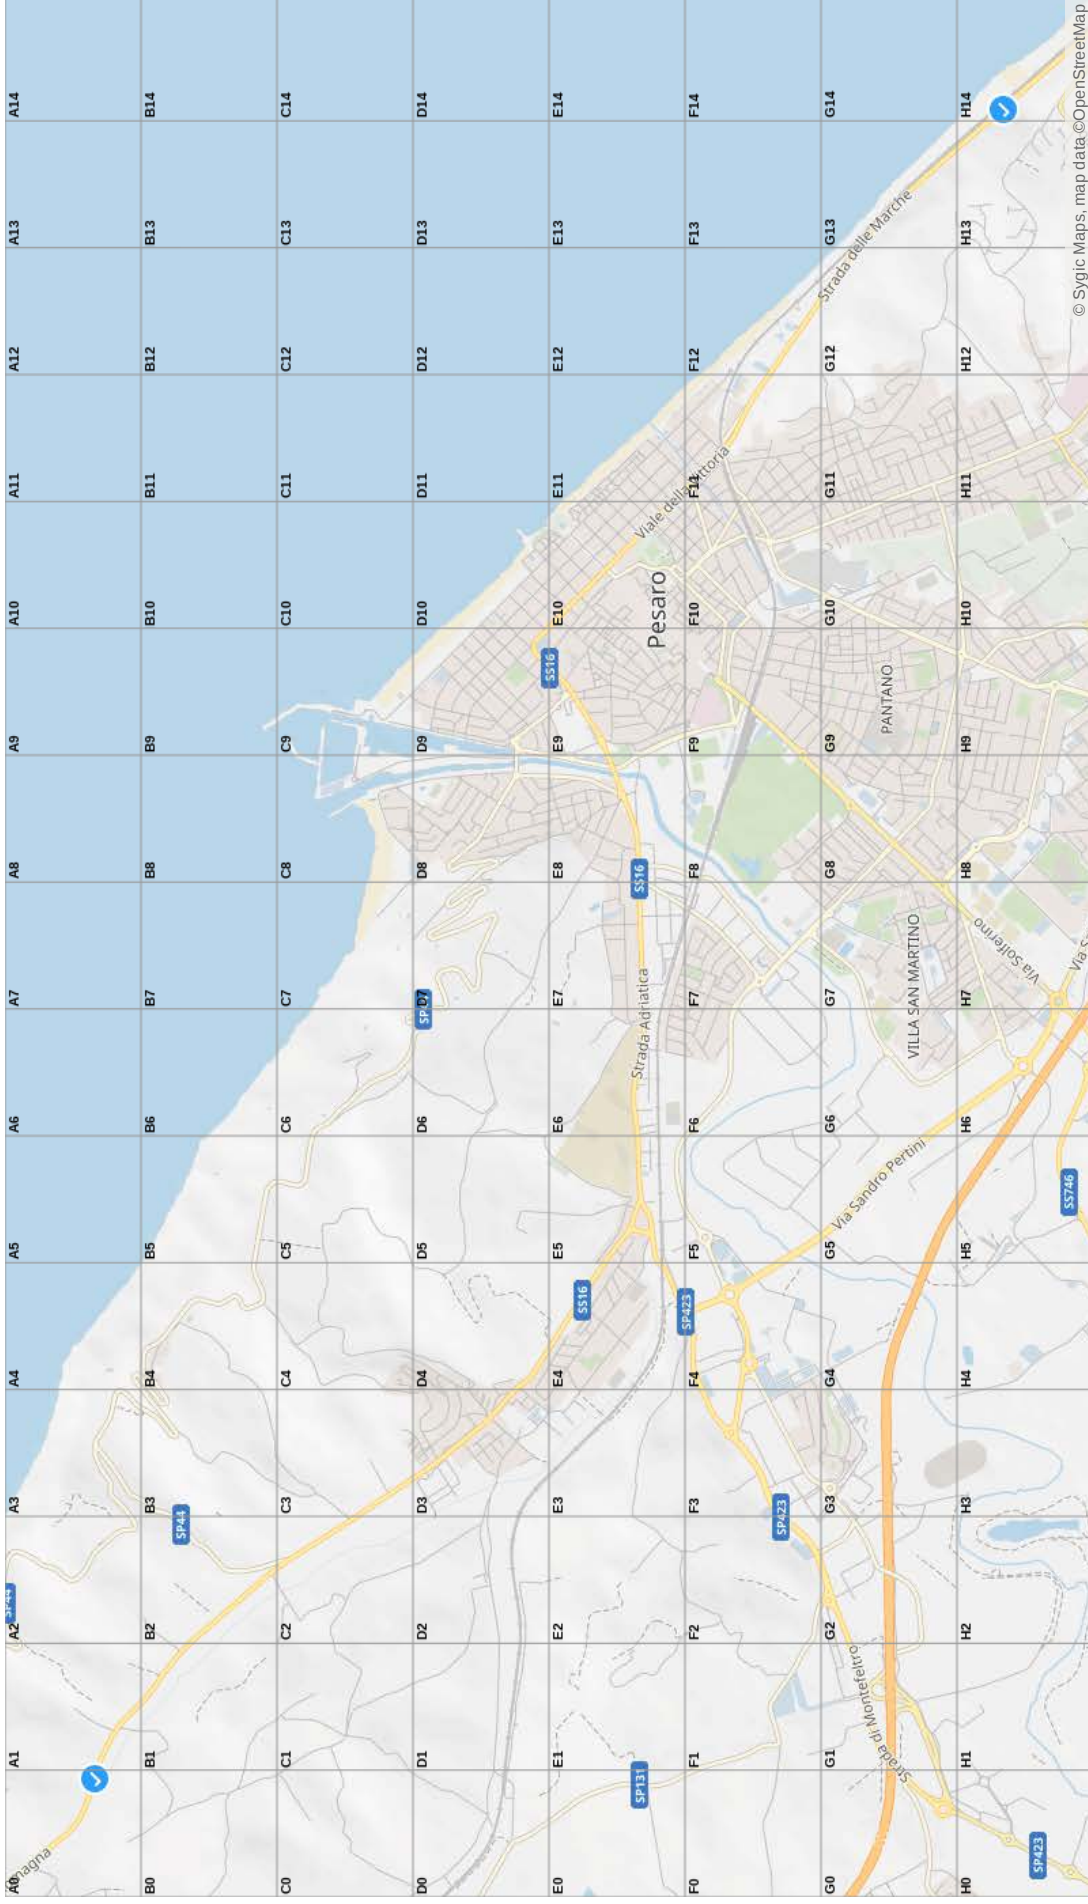 A0
A1
A2
A3
A4
A5
A6
A7
A8
A9
A10
A11
A12
A13
A14
B0
B1
B2
B3
B4
B5
B6
B7
B8
B9
B10
B11
B12
B13
B14
C0
C1
C2
C3
C4
C5
C6
C7
C8
C9
C10
C11
C12
C13
C14
D0
D1
D2
D3
D4
D5
D6
D7
D8
D9
D10
D11
D12
D13
D14
E0
E1
E2
E3
E4
E5
E6
E7
E8
E9
E10
E11
E12
E13
E14
F0
F1
F2
F3
F4
F5
F6
F7
F8
F9
F10
F11
F12
F13
F14
G0
G1
G2
G3
G4
G5
G6
G7
G8
G9
G10
G11
G12
G13
G14
H0
H1
H2
H3
H4
H5
H6
H7
H8
H9
H10
H11
H12
H13
H14
SP44
SP44
SS16
SS16
SS16
SP131
SP423
SP423
SP423
SS746
Strada Adriatica
Pesaro
Viale della Vittoria
Strada delle Marche
PANTANO
VILLA SAN MARTINO
Via Solferino
Via Sandro Pertini
Strada di Montefeltro
© Sygic Maps, map data ©OpenStreetMap